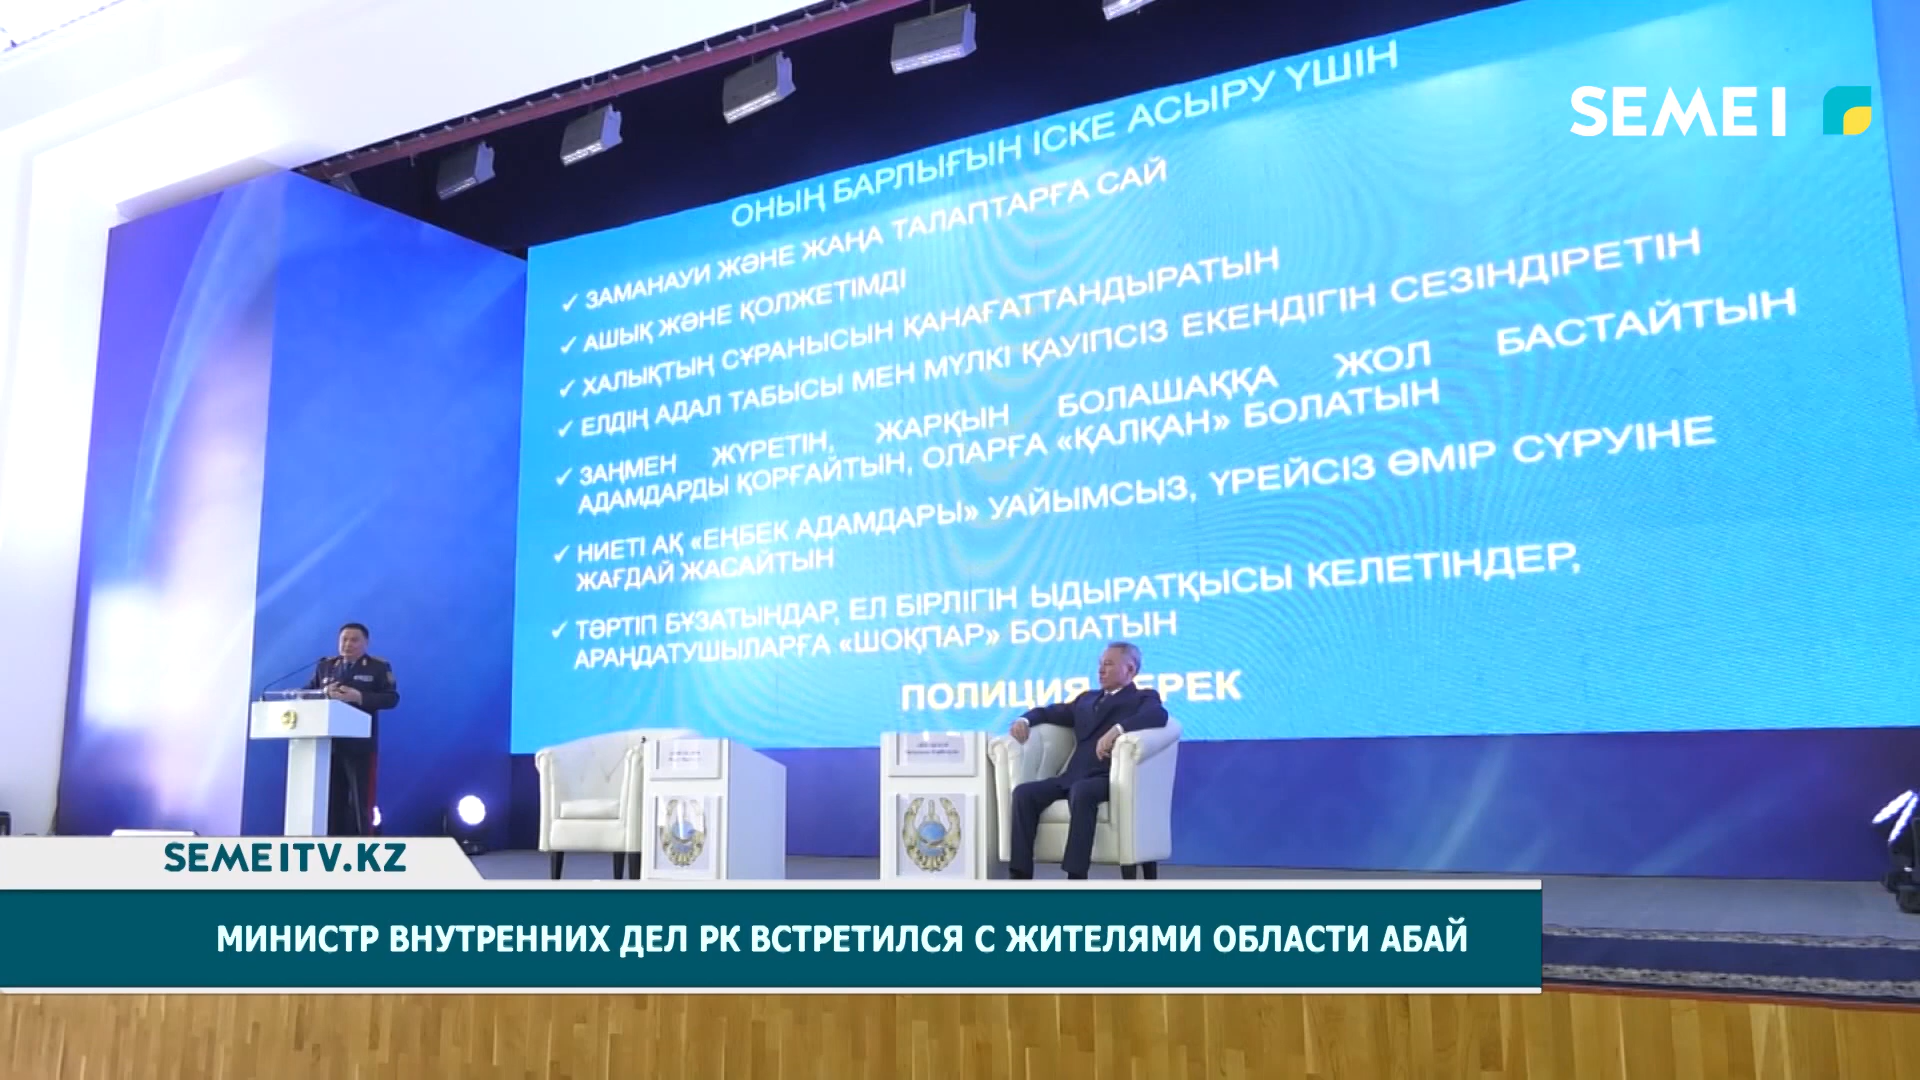 SEMEI
ОНЫҢ БАРЛЫҒЫН ІСКЕ АСЫРУ ҮШІН
✓ ЗАМАНАУИ ЖӘНЕ ЖАҢА ТАЛАПТАРҒА САЙ
✓ АШЫҚ ЖӘНЕ ҚОЛЖЕТІМДІ
✓ ХАЛЫҚТЫҢ СҰРАНЫСЫН ҚАНАҒАТТАНДЫРАТЫН
✓ ЕЛДІҢ АДАЛ ТАБЫСЫ МЕН МҮЛКІ ҚАУІПСІЗ ЕКЕНДІГІН СЕЗІНДІРЕТІН
✓ ЗАҢМЕН ЖҮРЕТІН, ЖАРҚЫН БОЛАШАҚҚА ЖОЛ БАСТАЙТЫН
АДАМДАРДЫ ҚОРҒАЙТЫН, ОЛАРҒА «ҚАЛҚАН» БОЛАТЫН
✓ НИЕТІ АҚ «ЕҢБЕК АДАМДАРЫ» УАЙЫМСЫЗ, ҮРЕЙСІЗ ӨМІР СҮРУІНЕ
ЖАҒДАЙ ЖАСАЙТЫН
✓ ТӘРТІП БҰЗАТЫНДАР, ЕЛ БІРЛІГІН ЫДЫРАТҚЫСЫ КЕЛЕТІНДЕР,
АРАҢДАТУШЫЛАРҒА «ШОҚПАР» БОЛАТЫН
ПОЛИЦИЯ ЕРЕК
SEMEITV.KZ
МИНИСТР ВНУТРЕННИХ ДЕЛ РК ВСТРЕТИЛСЯ С ЖИТЕЛЯМИ ОБЛАСТИ АБАЙ